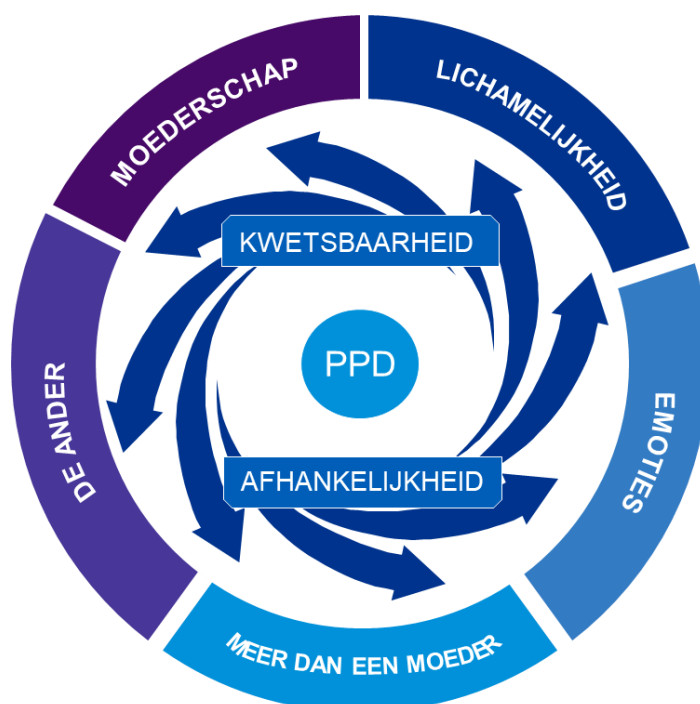 MOEDERSCHAP
LICHAMELIJKHEID
KWETSBAARHEID
PPD
DE ANDER
EMOTIES
AFHANKELIJKHEID
MEER DAN EEN MOEDER